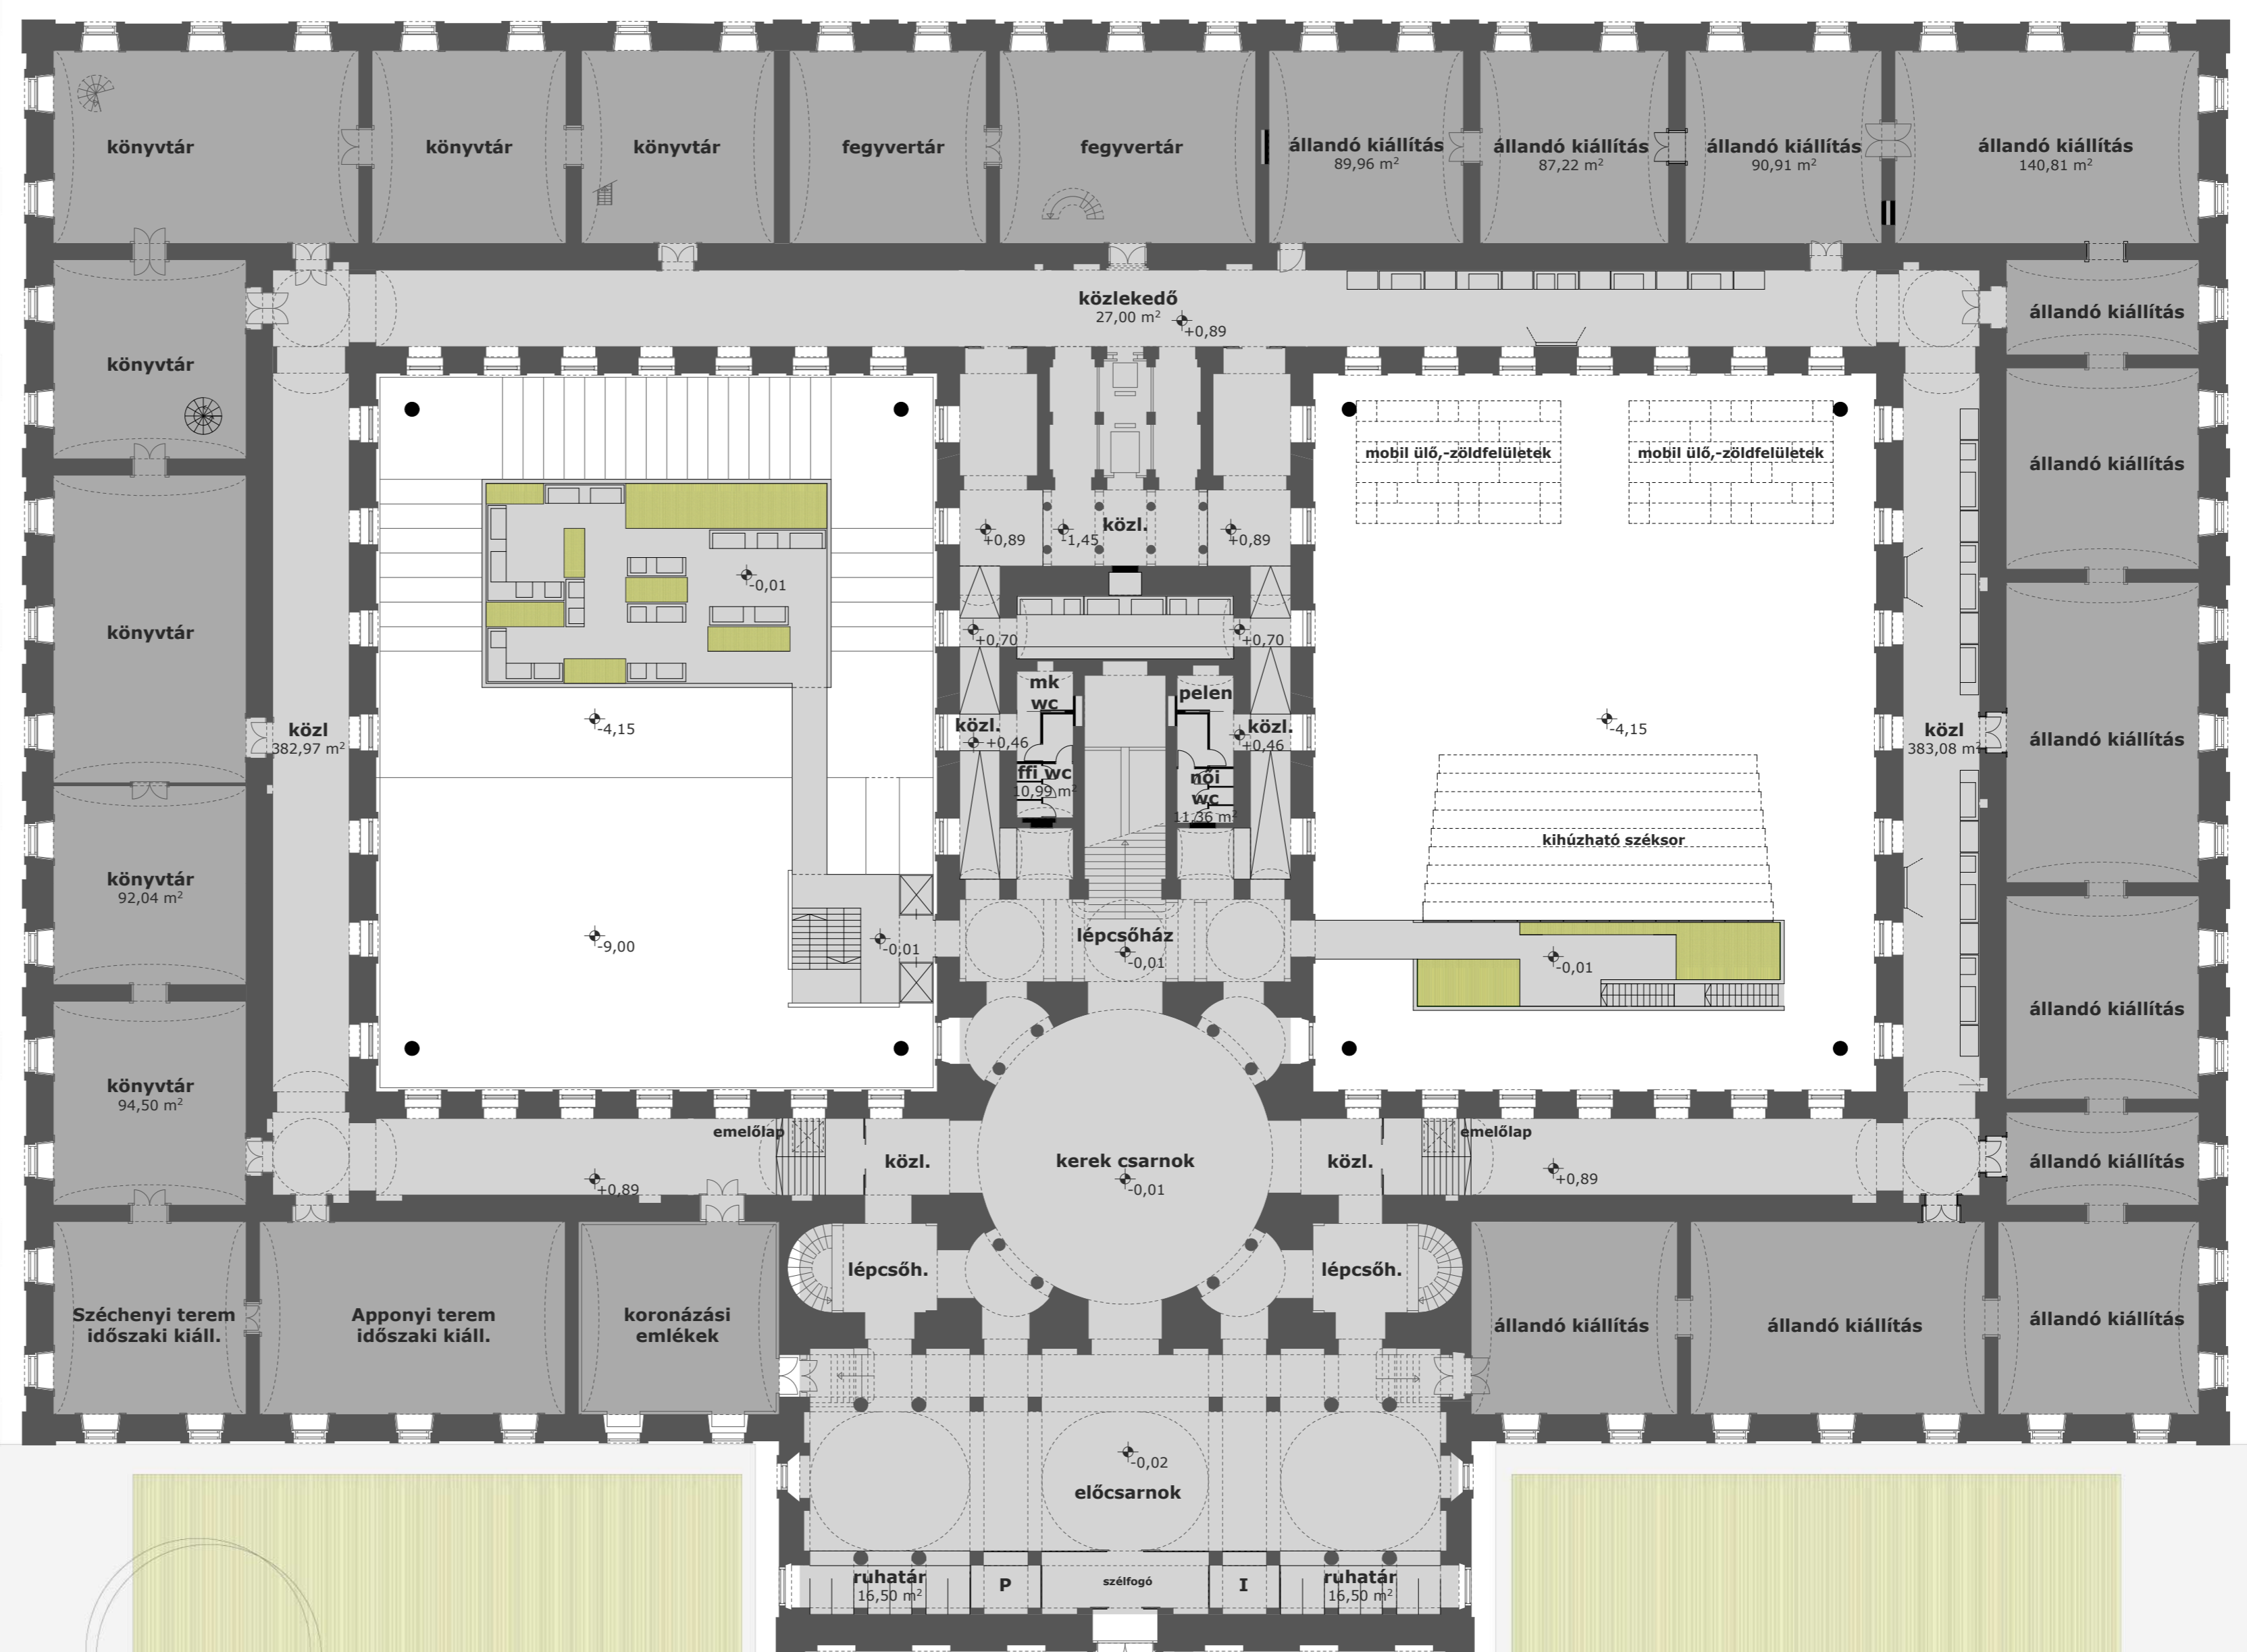 könyvtár
könyvtár
könyvtár
fegyvertár
fegyvertár
állandó kiállítás
89,96 m²
állandó kiállítás
87,22 m²
állandó kiállítás
90,91 m²
állandó kiállítás
140,81 m²
közlekedő
27,00 m²
+0,89
állandó kiállítás
könyvtár
mobil ülő,-zöldfelületek
mobil ülő,-zöldfelületek
állandó kiállítás
közl.
+0,89
-1,45
+0,89
-0,01
könyvtár
+0,70
+0,70
mk
wc
pelen
közl
382,97 m²
-4,15
közl.
+0,46
közl.
+0,46
-4,15
közl
383,08 m²
állandó kiállítás
ffi wc
10,99 m²
női
wc
11,36 m²
kihúzható széksor
könyvtár
92,04 m²
-9,00
-0,01
lépcsőház
-0,01
-0,01
állandó kiállítás
könyvtár
94,50 m²
emelőlap
emelőlap
+0,89
közl.
kerek csarnok
-0,01
közl.
+0,89
állandó kiállítás
lépcsőh.
lépcsőh.
Széchenyi terem
időszaki kiáll.
Apponyi terem
időszaki kiáll.
koronázási
emlékek
állandó kiállítás
állandó kiállítás
állandó kiállítás
-0,02
előcsarnok
ruhatár
16,50 m²
P
szélfogó
I
ruhatár
16,50 m²